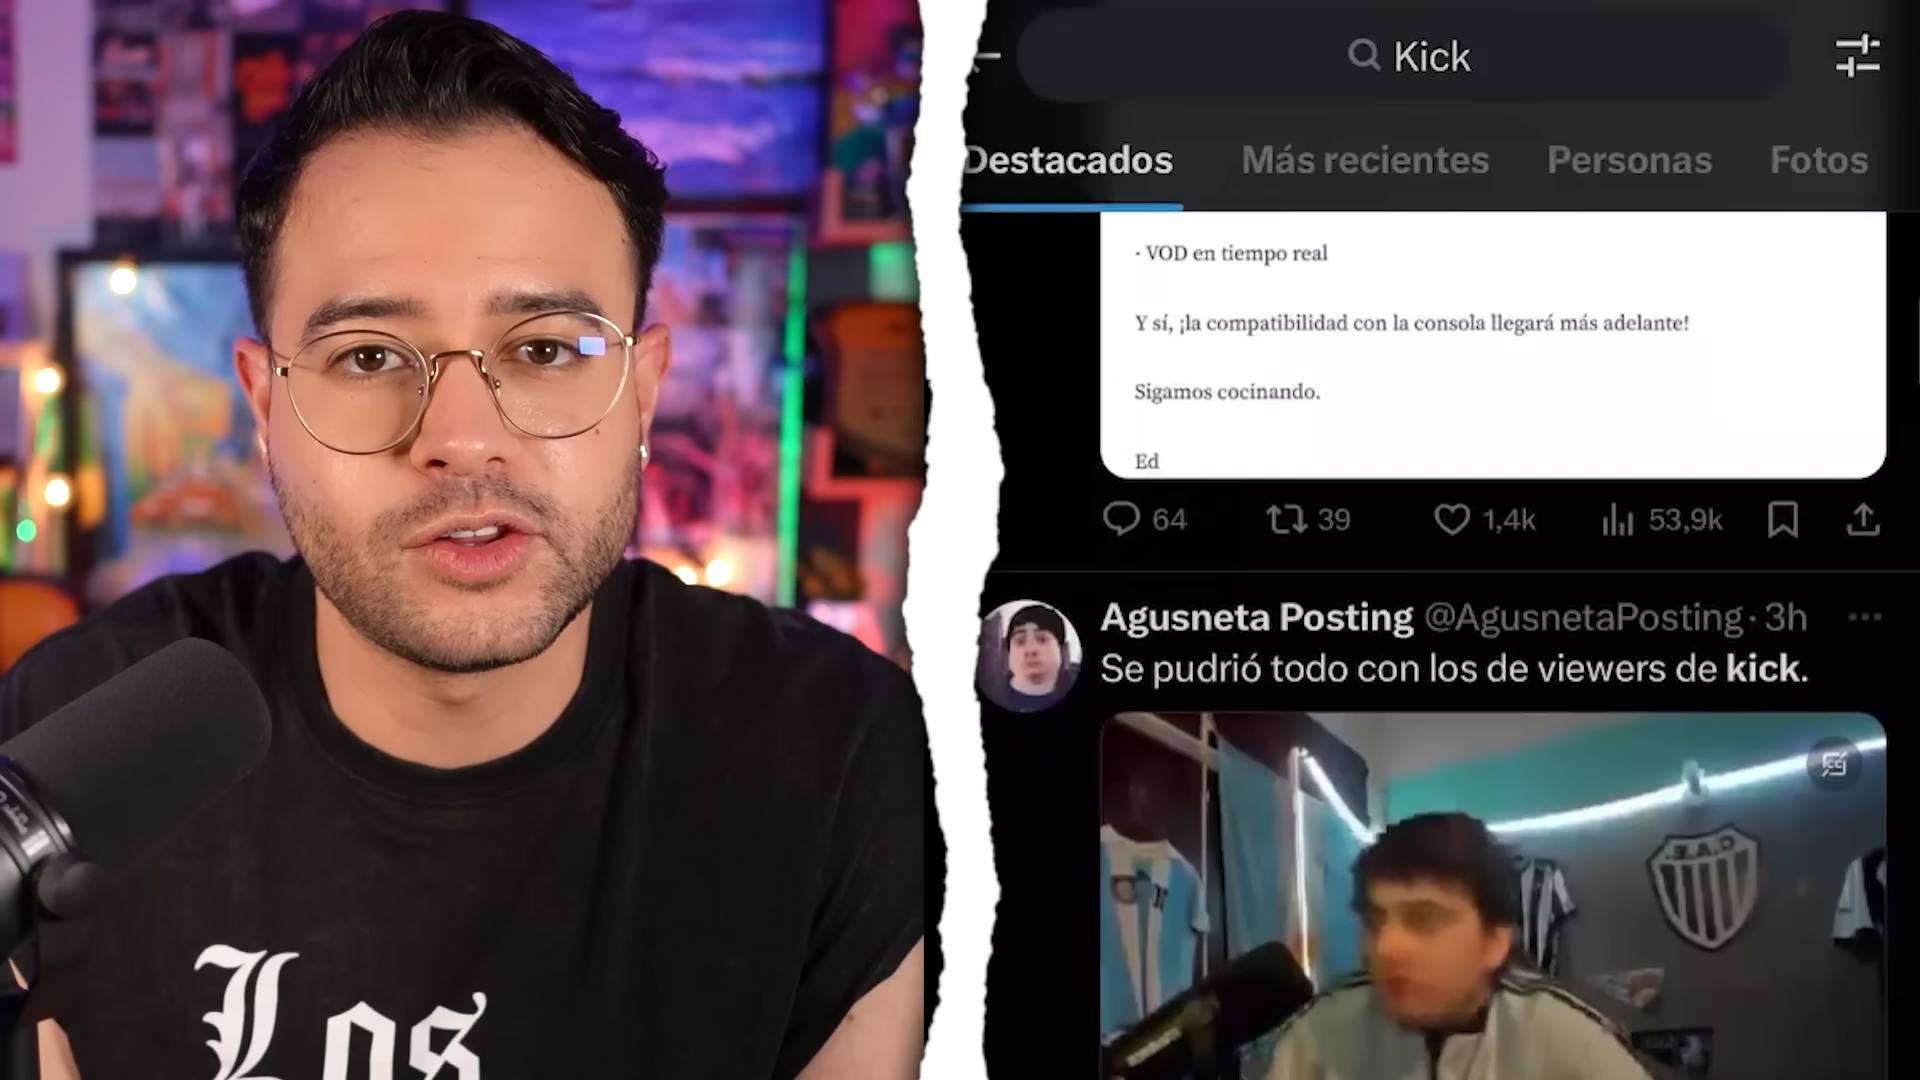 Kick
Destacados Más recientes Personas Fotos
· VOD en tiempo real
Y sí, ¡la compatibilidad con la consola llegará más adelante!
Sigamos cocinando.
Ed
64 39 1,4k 53,9k
Agusneta Posting @AgusnetaPosting · 3h
Se pudrió todo con los de viewers de kick.
Los